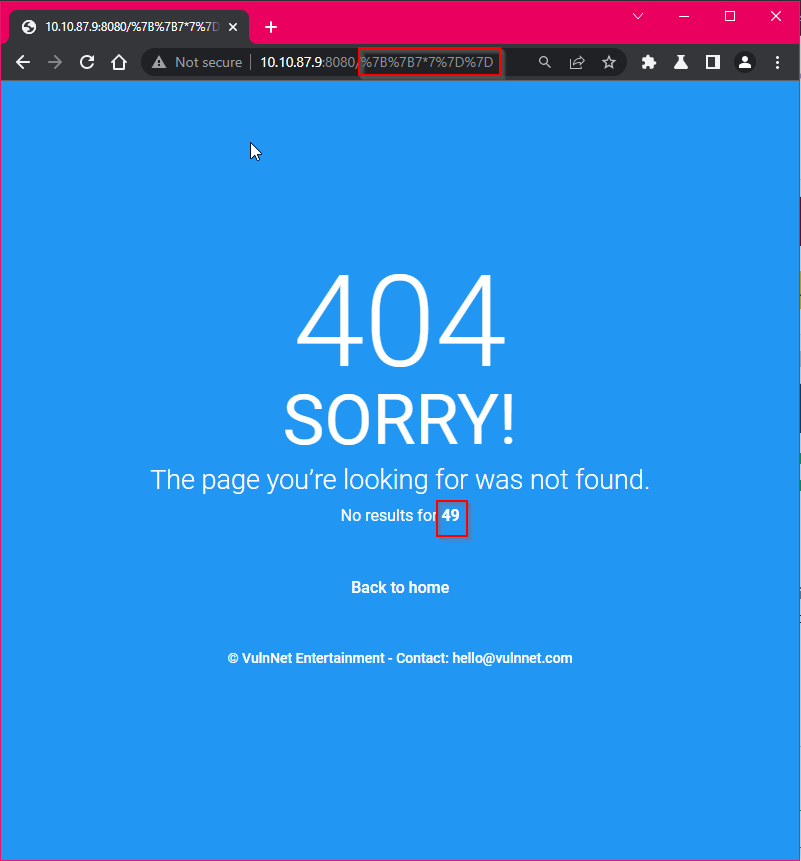 10.10.87.9:8080/%7B%7B7*7%7D
Not secure 10.10.87.9:8080/%7B%7B7*7%7D%7D
404
SORRY!
The page you’re looking for was not found.
No results for 49
Back to home
© VulnNet Entertainment - Contact: hello@vulnnet.com